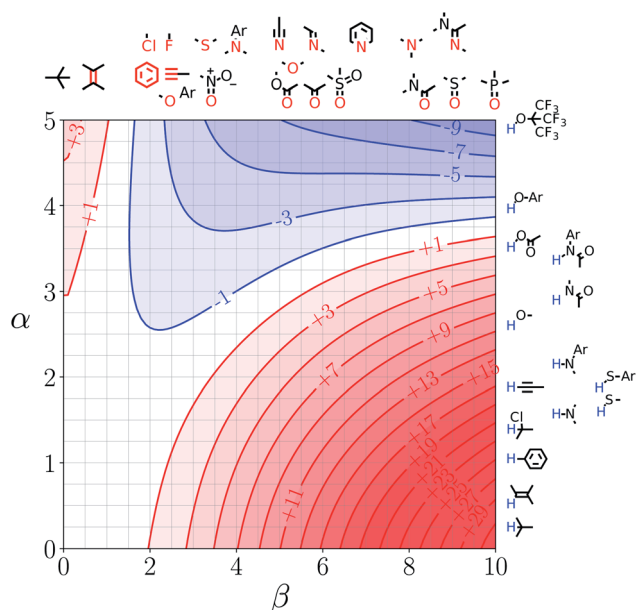 Cl F S N Ar N N N N N N
O Ar N+ O− O O O O S O O N O S O P O
5
4
3
2
1
0
α
0 2 4 6 8 10
β
+3
+1
-9
-7
-5
-3
-1
+1
+3
+5
+7
+9
+11
+13
+15
+17
+19
+29
H O CF3 CF3 CF3
H O-Ar
H O O
H N Ar O
H N O
H O
H N Ar
H
H S-Ar
H S
H-N
Cl H
H
H
H